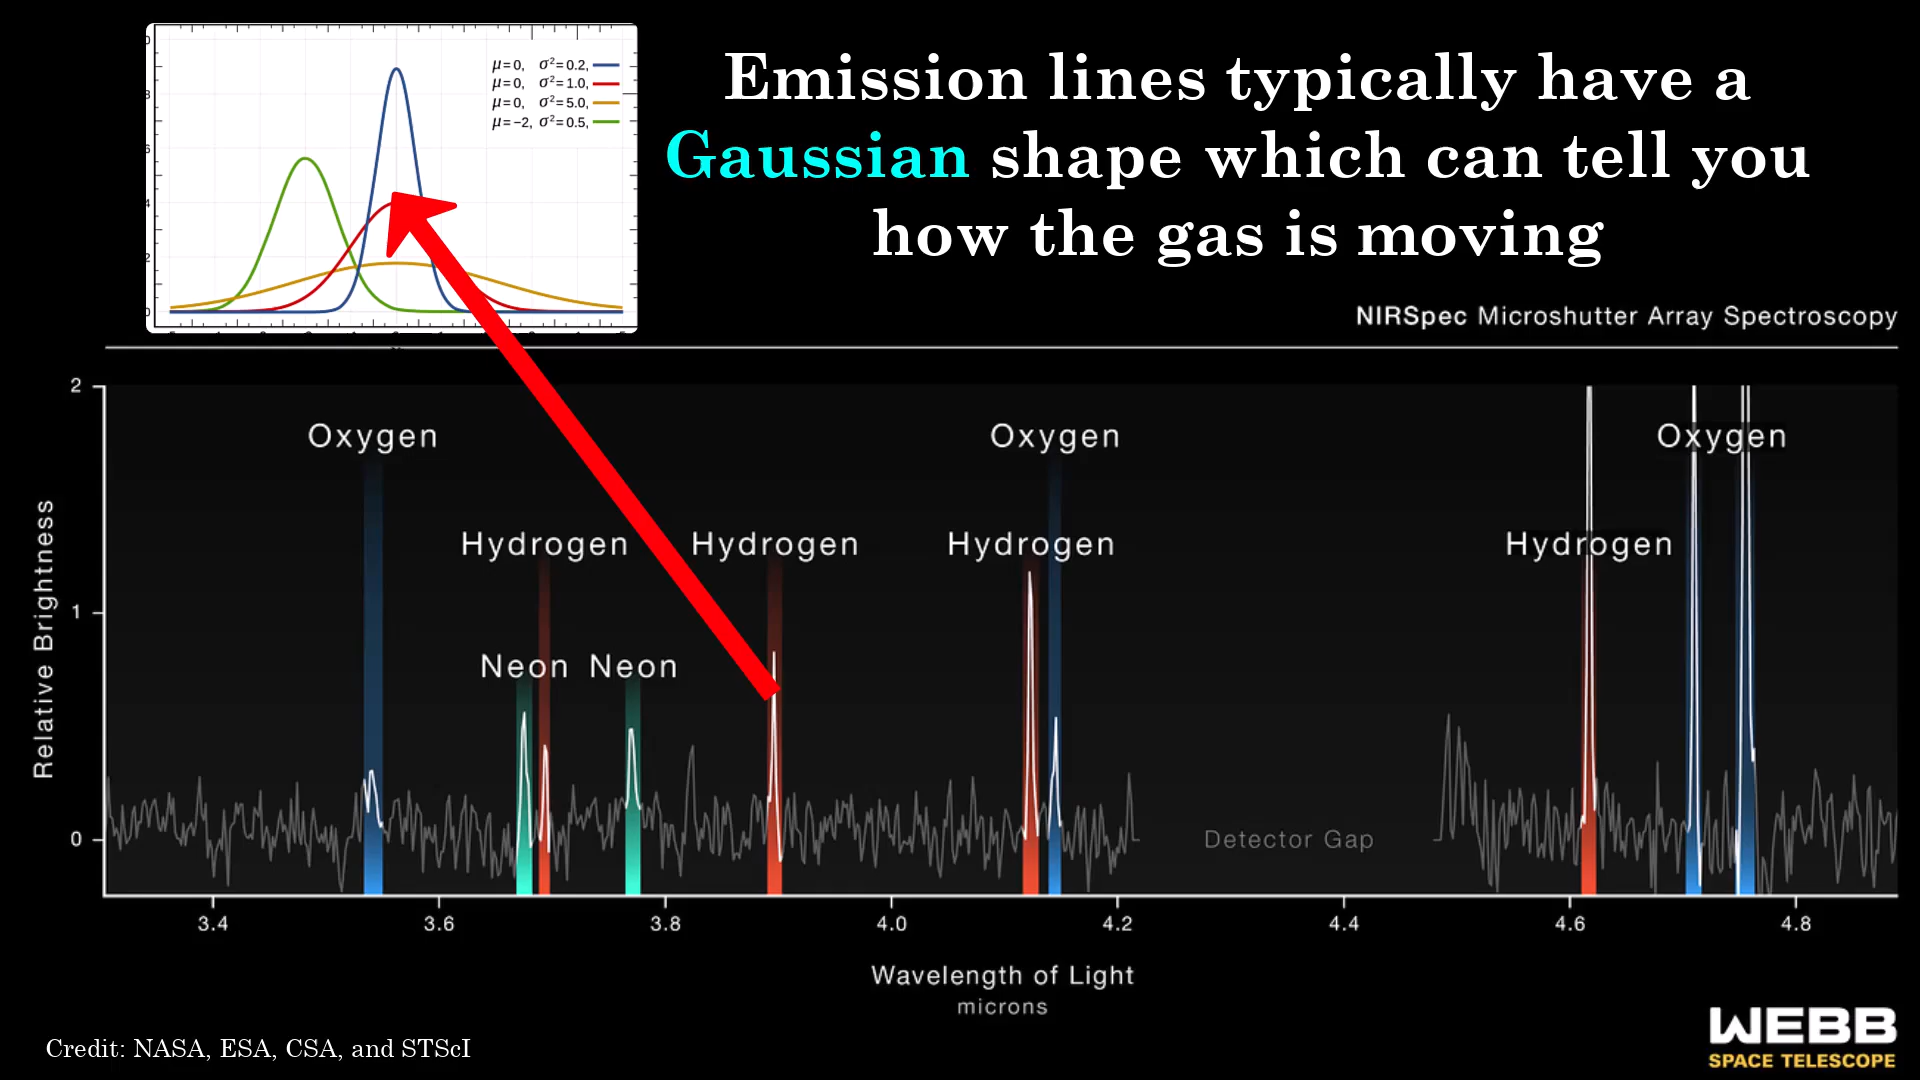 μ=0, σ²=0.2,
μ=0, σ²=1.0,
μ=0, σ²=5.0,
μ=−2, σ²=0.5,
Emission lines typically have a
Gaussian shape which can tell you
how the gas is moving
NIRSpec Microshutter Array Spectroscopy
2
Oxygen
Oxygen
Oxygen
Hydrogen
Hydrogen
Hydrogen
Hydrogen
Relative Brightness
1
Neon
Neon
0
Detector Gap
3.4
3.6
3.8
4.0
4.2
4.4
4.6
4.8
Wavelength of Light
microns
WEBB
SPACE TELESCOPE
Credit: NASA, ESA, CSA, and STScI